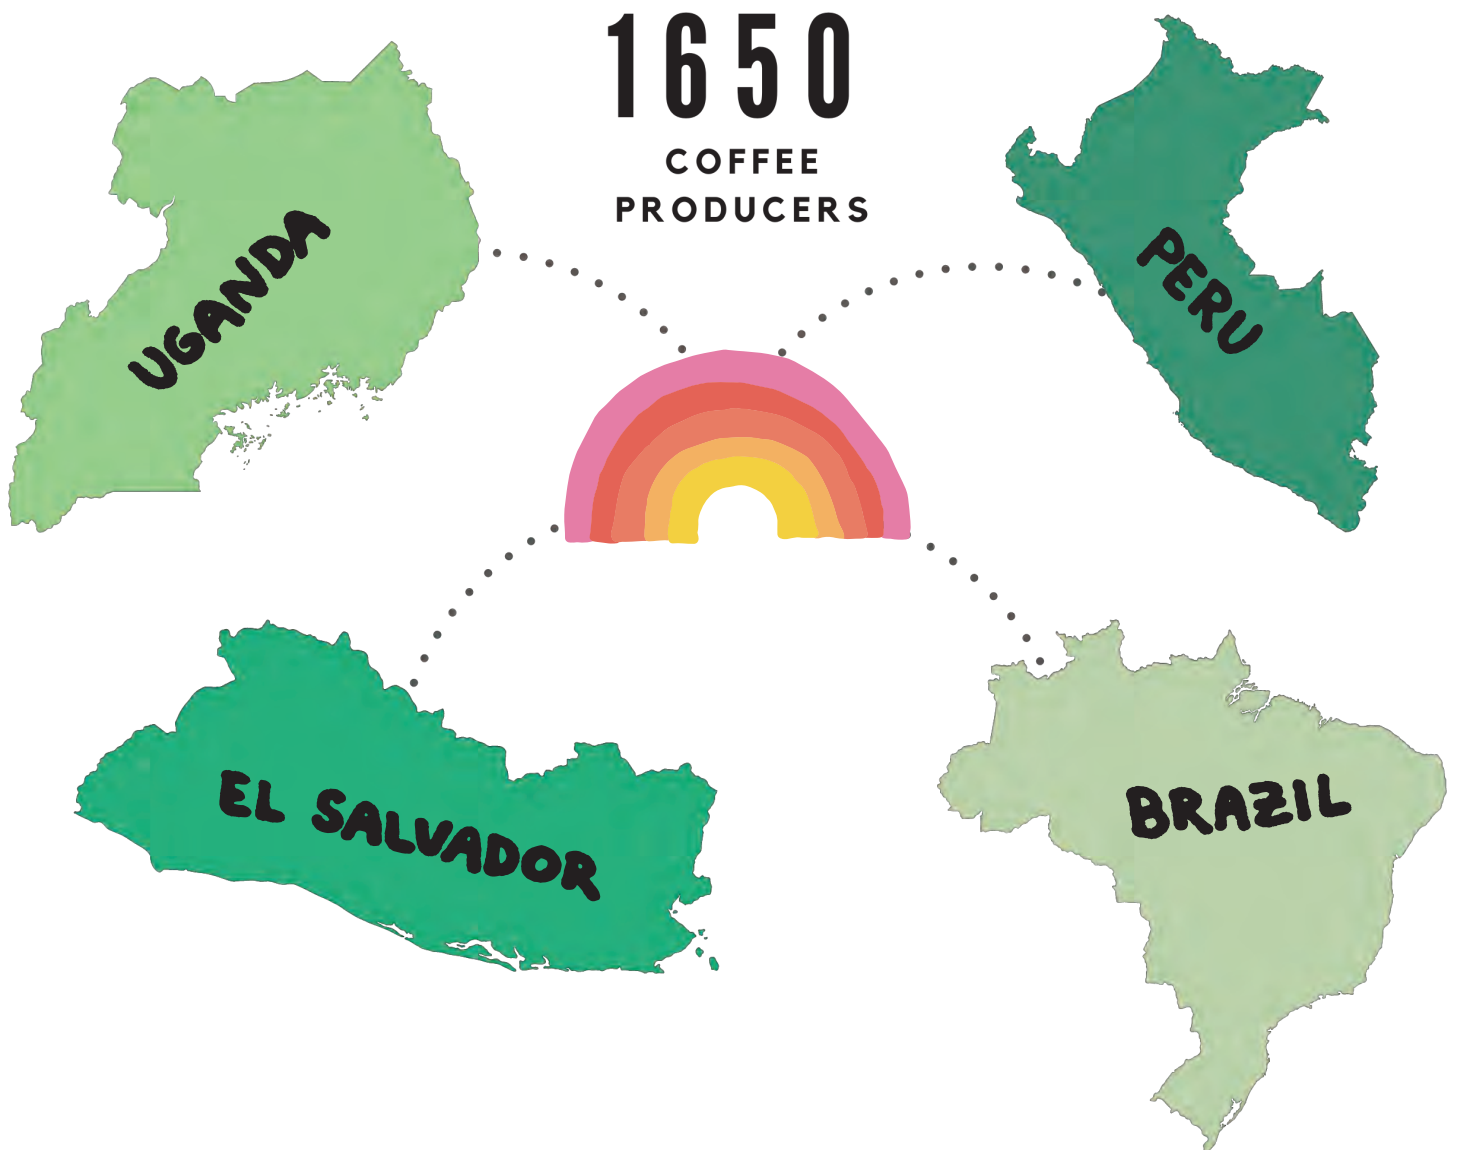 1650
COFFEE
PRODUCERS
UGANDA
PERU
EL SALVADOR
BRAZIL